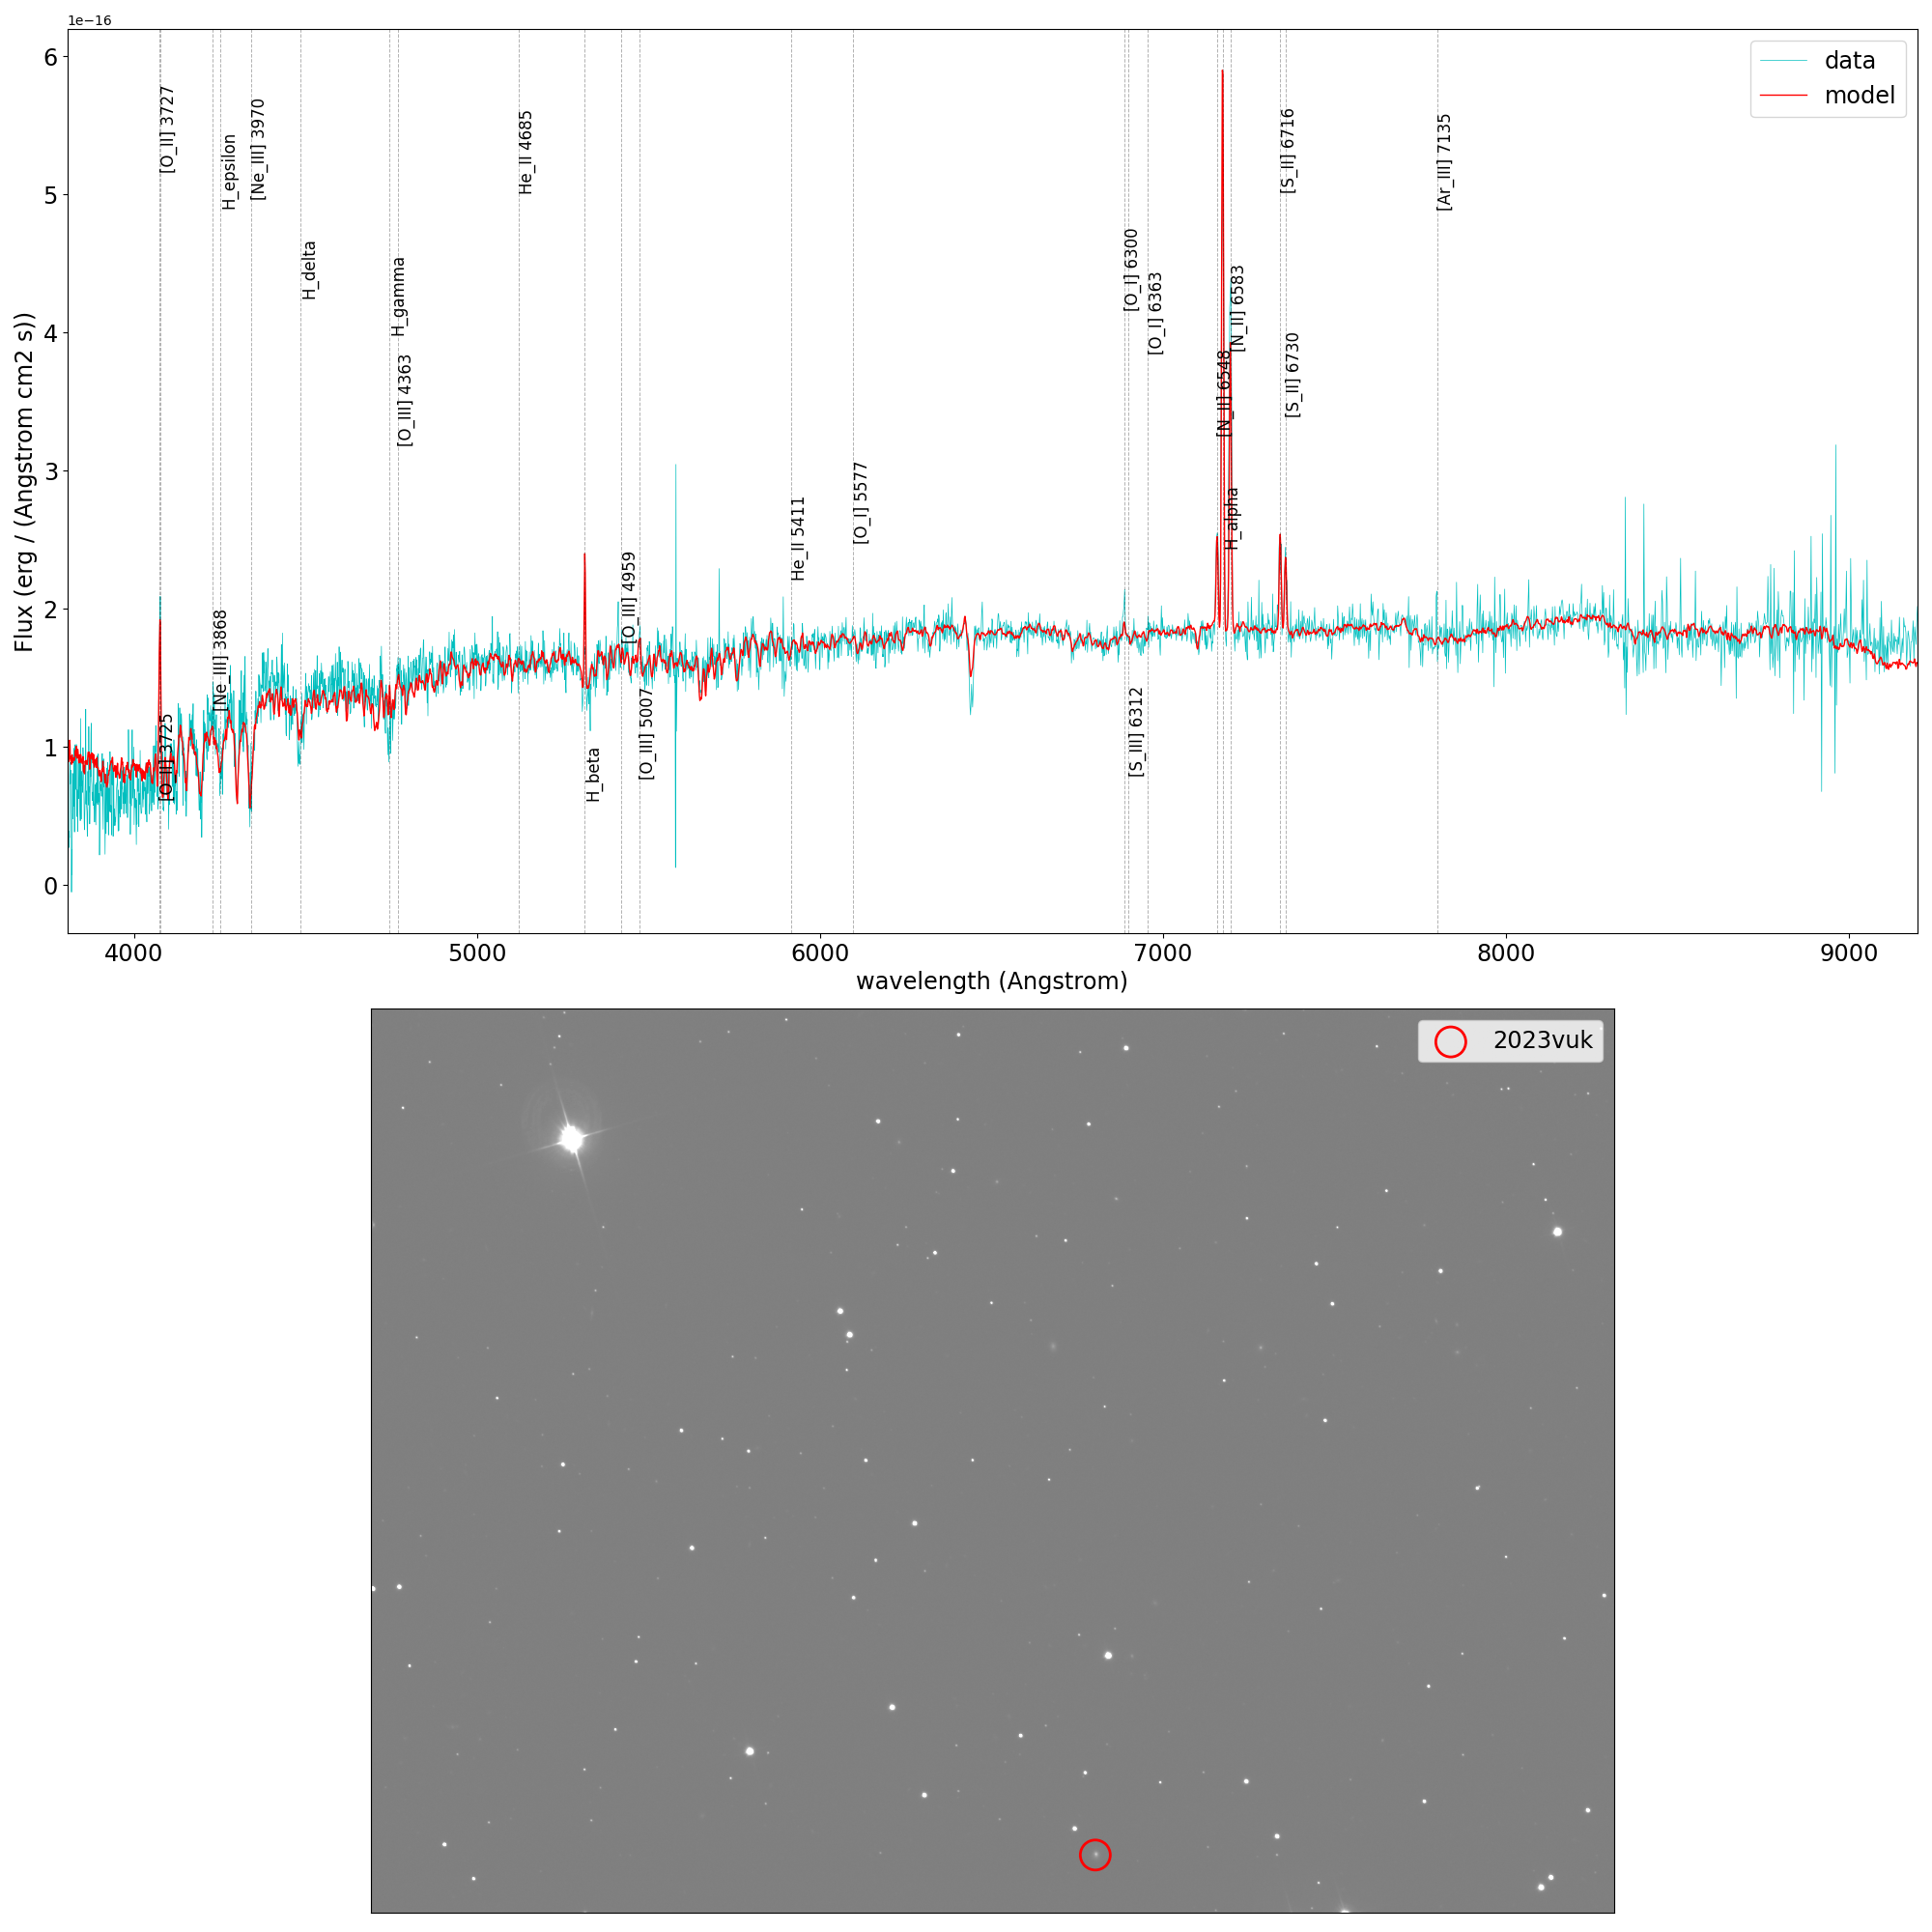 1e−16
data
model
6
5
4
3
2
1
0
Flux (erg / (Angstrom cm2 s))
[O_II] 3727
[O_II] 3725
[Ne_III] 3868
H_epsilon
[Ne_III] 3970
H_delta
H_gamma
[O_III] 4363
He_II 4685
H_beta
[O_III] 4959
[O_III] 5007
He_II 5411
[O_I] 5577
[O_I] 6300
[S_III] 6312
[O_I] 6363
[N_II] 6548
H_alpha
[N_II] 6583
[S_II] 6716
[S_II] 6730
[Ar_III] 7135
4000
5000
6000
7000
8000
9000
wavelength (Angstrom)
2023vuk